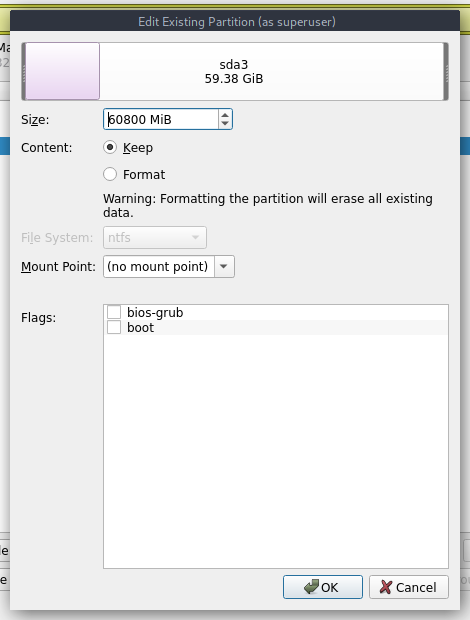 Edit Existing Partition (as superuser)
sda3
59.38 GiB
Size:
60800 MiB
Content:
Keep
Format
Warning: Formatting the partition will erase all existing
data.
File System:
ntfs
Mount Point:
(no mount point)
Flags:
bios-grub
boot
OK
Cancel